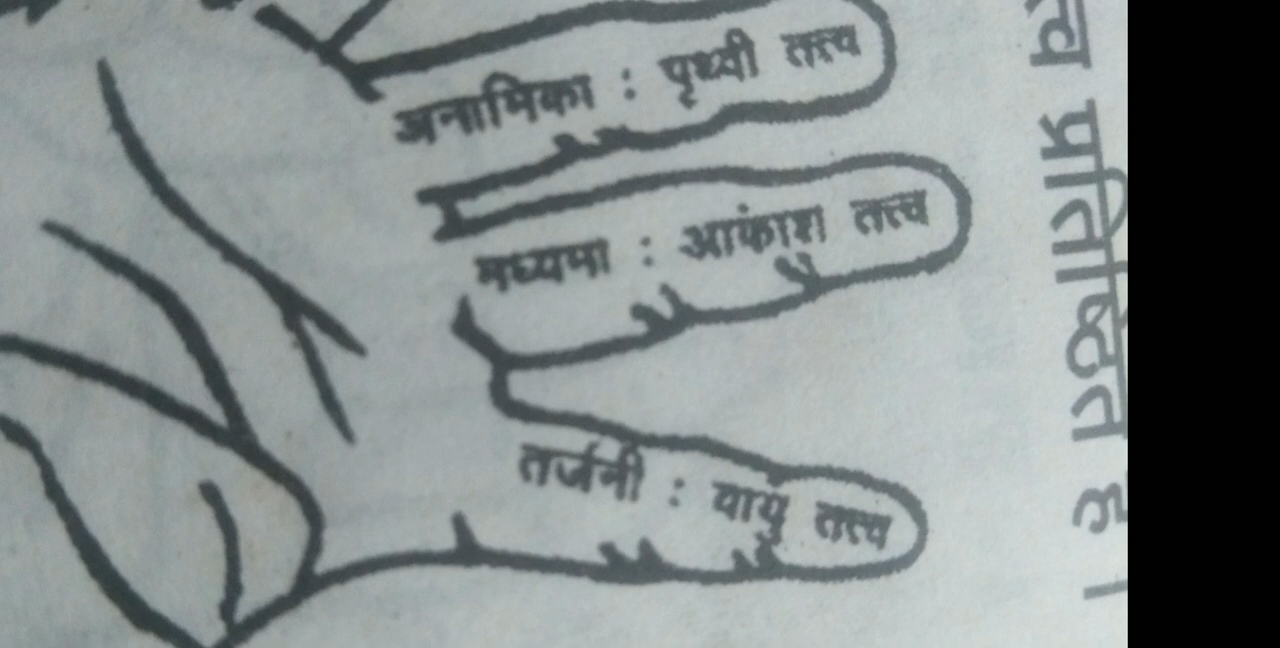 अनामिका : पृथ्वी तत्त्व
मध्यमा : आकांश तत्त्व
तर्जनी : वायु तत्त्व
प्रतिष्ठित है ।